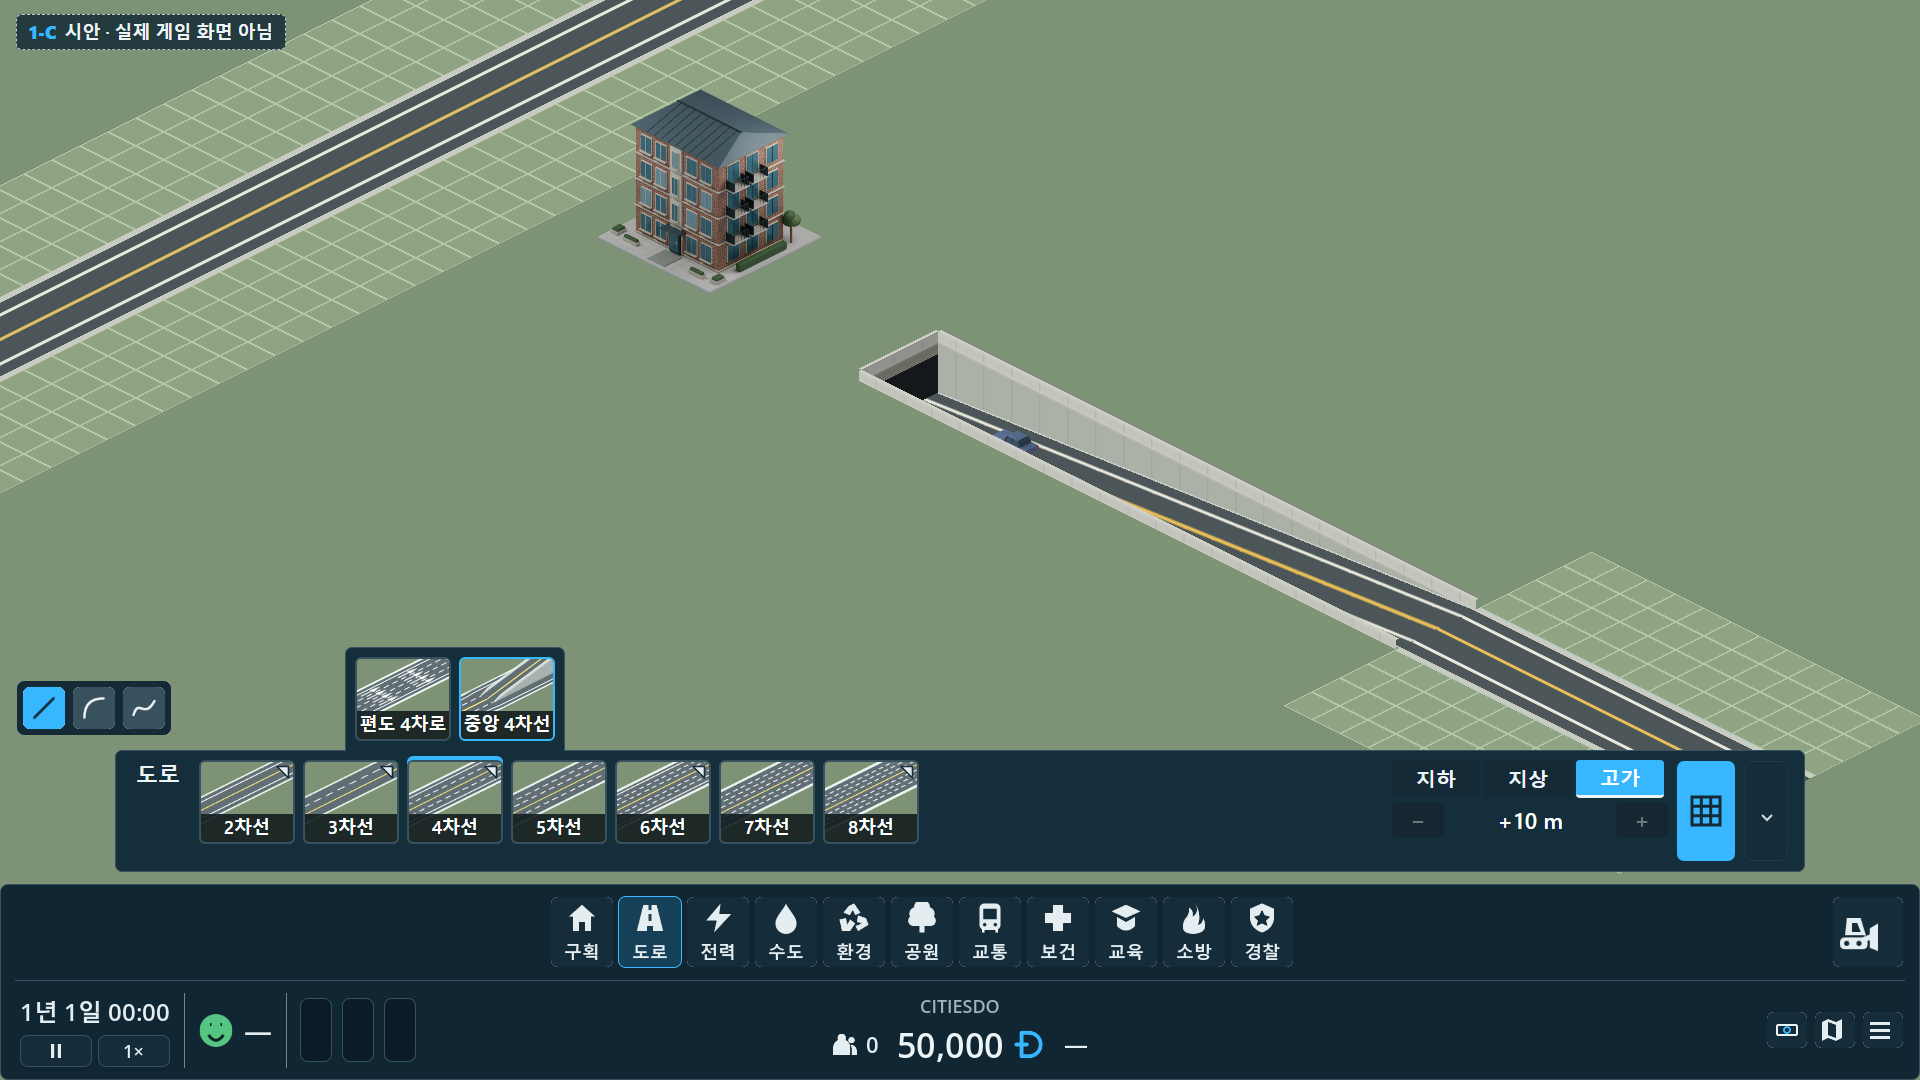 1-C 시안 · 실제 게임 화면 아님
편도 4차로
중앙 4차선
도로
2차선
3차선
4차선
5차선
6차선
7차선
8차선
지하
지상
고가
−
+10 m
+
구획
도로
전력
수도
환경
공원
교통
보건
교육
소방
경찰
1년 1일 00:00
1×
—
CITIESDO
0
50,000
—